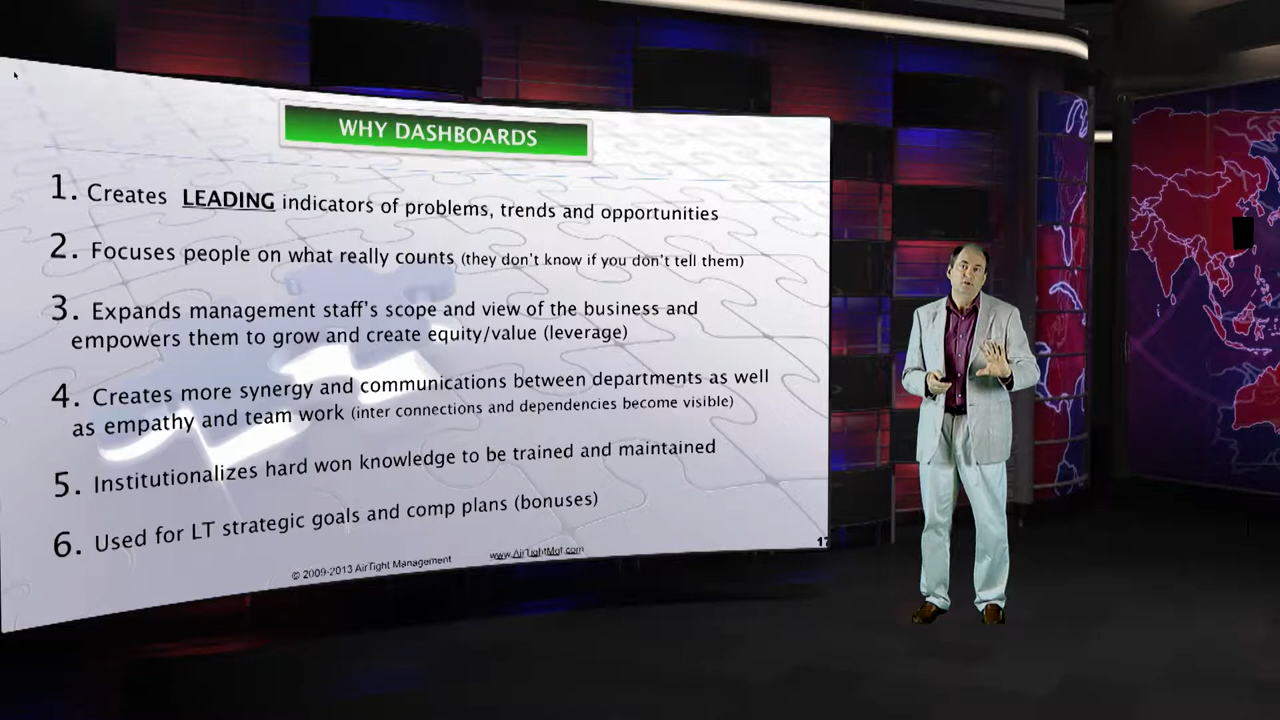 WHY DASHBOARDS
1. Creates LEADING indicators of problems, trends and opportunities
2. Focuses people on what really counts (they don't know if you don't tell them)
3. Expands management staff's scope and view of the business and
empowers them to grow and create equity/value (leverage)
4. Creates more synergy and communications between departments as well
as empathy and team work (inter connections and dependencies become visible)
5. Institutionalizes hard won knowledge to be trained and maintained
6. Used for LT strategic goals and comp plans (bonuses)
© 2009-2013 AirTight Management www.AirTightMgt.com
17